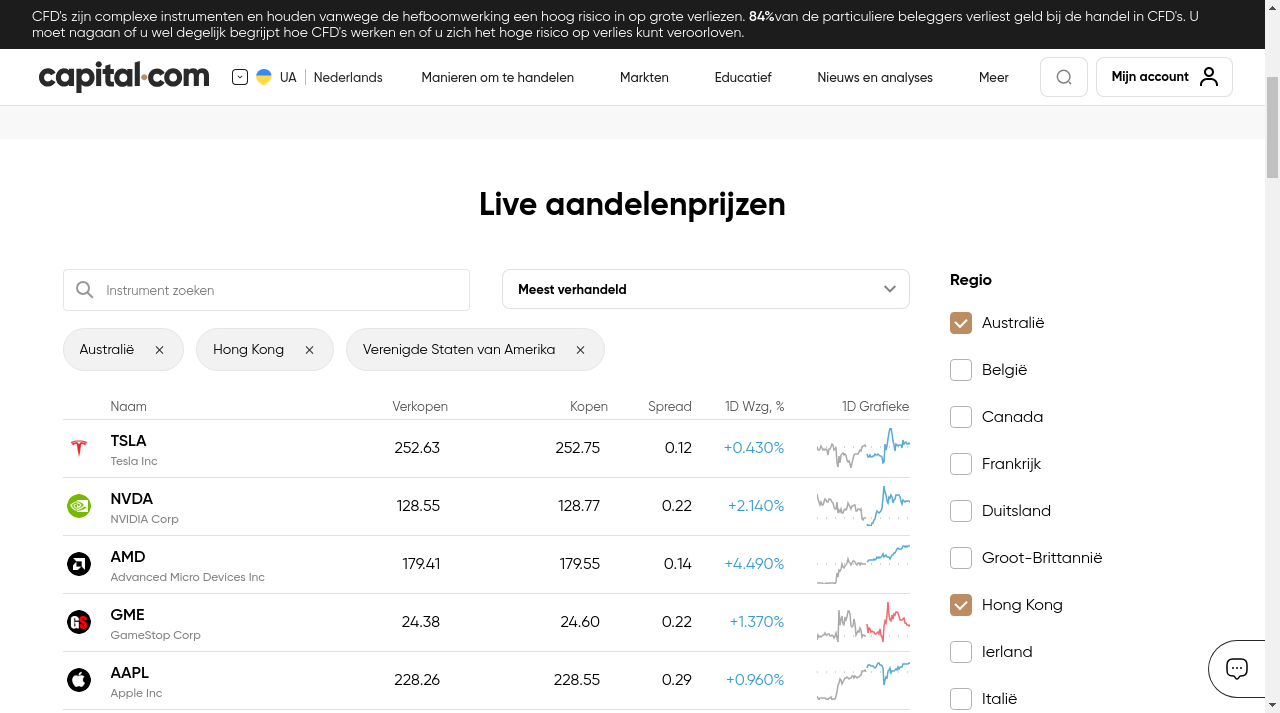 CFD's zijn complexe instrumenten en houden vanwege de hefboomwerking een hoog risico in op grote verliezen. 84%van de particuliere beleggers verliest geld bij de handel in CFD's. U
moet nagaan of u wel degelijk begrijpt hoe CFD's werken en of u zich het hoge risico op verlies kunt veroorloven.
capital.com UA Nederlands Manieren om te handelen Markten Educatief Nieuws en analyses Meer Mijn account
Live aandelenprijzen
Instrument zoeken
Meest verhandeld
Australië
Hong Kong
Verenigde Staten van Amerika
Naam Verkopen Kopen Spread 1D Wzg, % 1D Grafieke
TSLA 252.63 252.75 0.12 +0.430%
Tesla Inc
NVDA 128.55 128.77 0.22 +2.140%
NVIDIA Corp
AMD 179.41 179.55 0.14 +4.490%
Advanced Micro Devices Inc
GME 24.38 24.60 0.22 +1.370%
GameStop Corp
AAPL 228.26 228.55 0.29 +0.960%
Apple Inc
Regio
Australië
België
Canada
Frankrijk
Duitsland
Groot-Brittannië
Hong Kong
Ierland
Italië